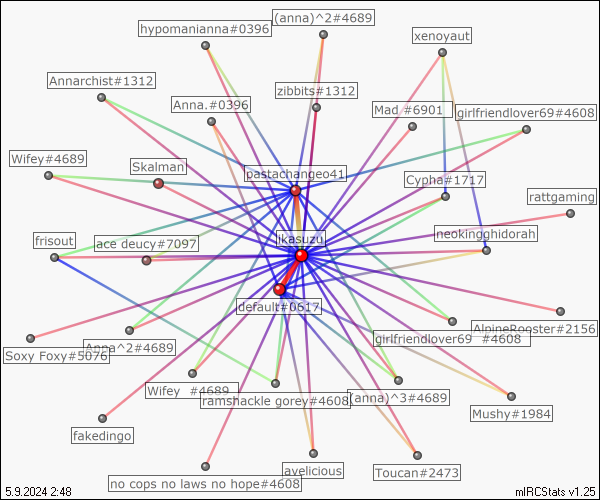 hypomanianna#0396
(anna)^2#4689
xenoyaut
Annarchist#1312
zibbits#1312
Anna.#0396
Mad #6901
girlfriendlover69#4608
Wifey#4689
Skalman
pastachangeo41
Cypha#1717
rattgaming
frisout
ace deucy#7097
ikasuzu
neokingghidorah
default#0617
Soxy Foxy#5076
Anna^2#4689
girlfriendlover69 #4608
AlpineRooster#2156
Wifey #4689
ramshackle gorey#4608
(anna)^3#4689
Mushy#1984
fakedingo
no cops no laws no hope#4608
avelicious
Toucan#2473
5.9.2024 2:48
mIRCStats v1.25